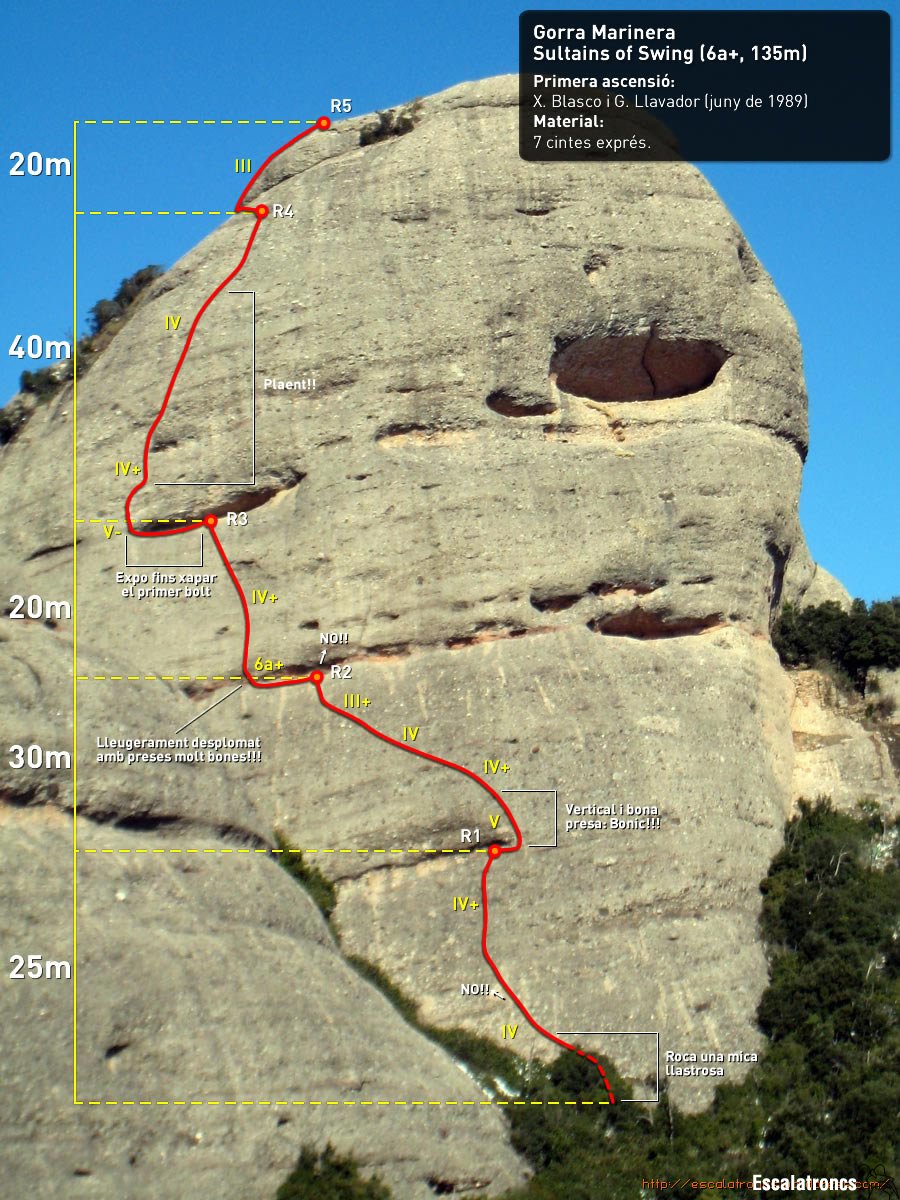 Gorra Marinera
Sultains of Swing (6a+, 135m)
Primera ascensió:
X. Blasco i G. Llavador (juny de 1989)
Material:
7 cintes exprés.
R5
20m
III
R4
IV
40m
Plaent!!
IV+
R3
V-
Expo fins xapar
el primer bolt
IV+
20m
NO!!
6a+
R2
III+
IV
Lleugerament desplomat
amb preses molt bones!!!
30m
IV+
Vertical i bona
presa: Bonic!!!
V
R1
IV+
25m
NO!!
IV
Roca una mica
llastrosa
Escalatroncs